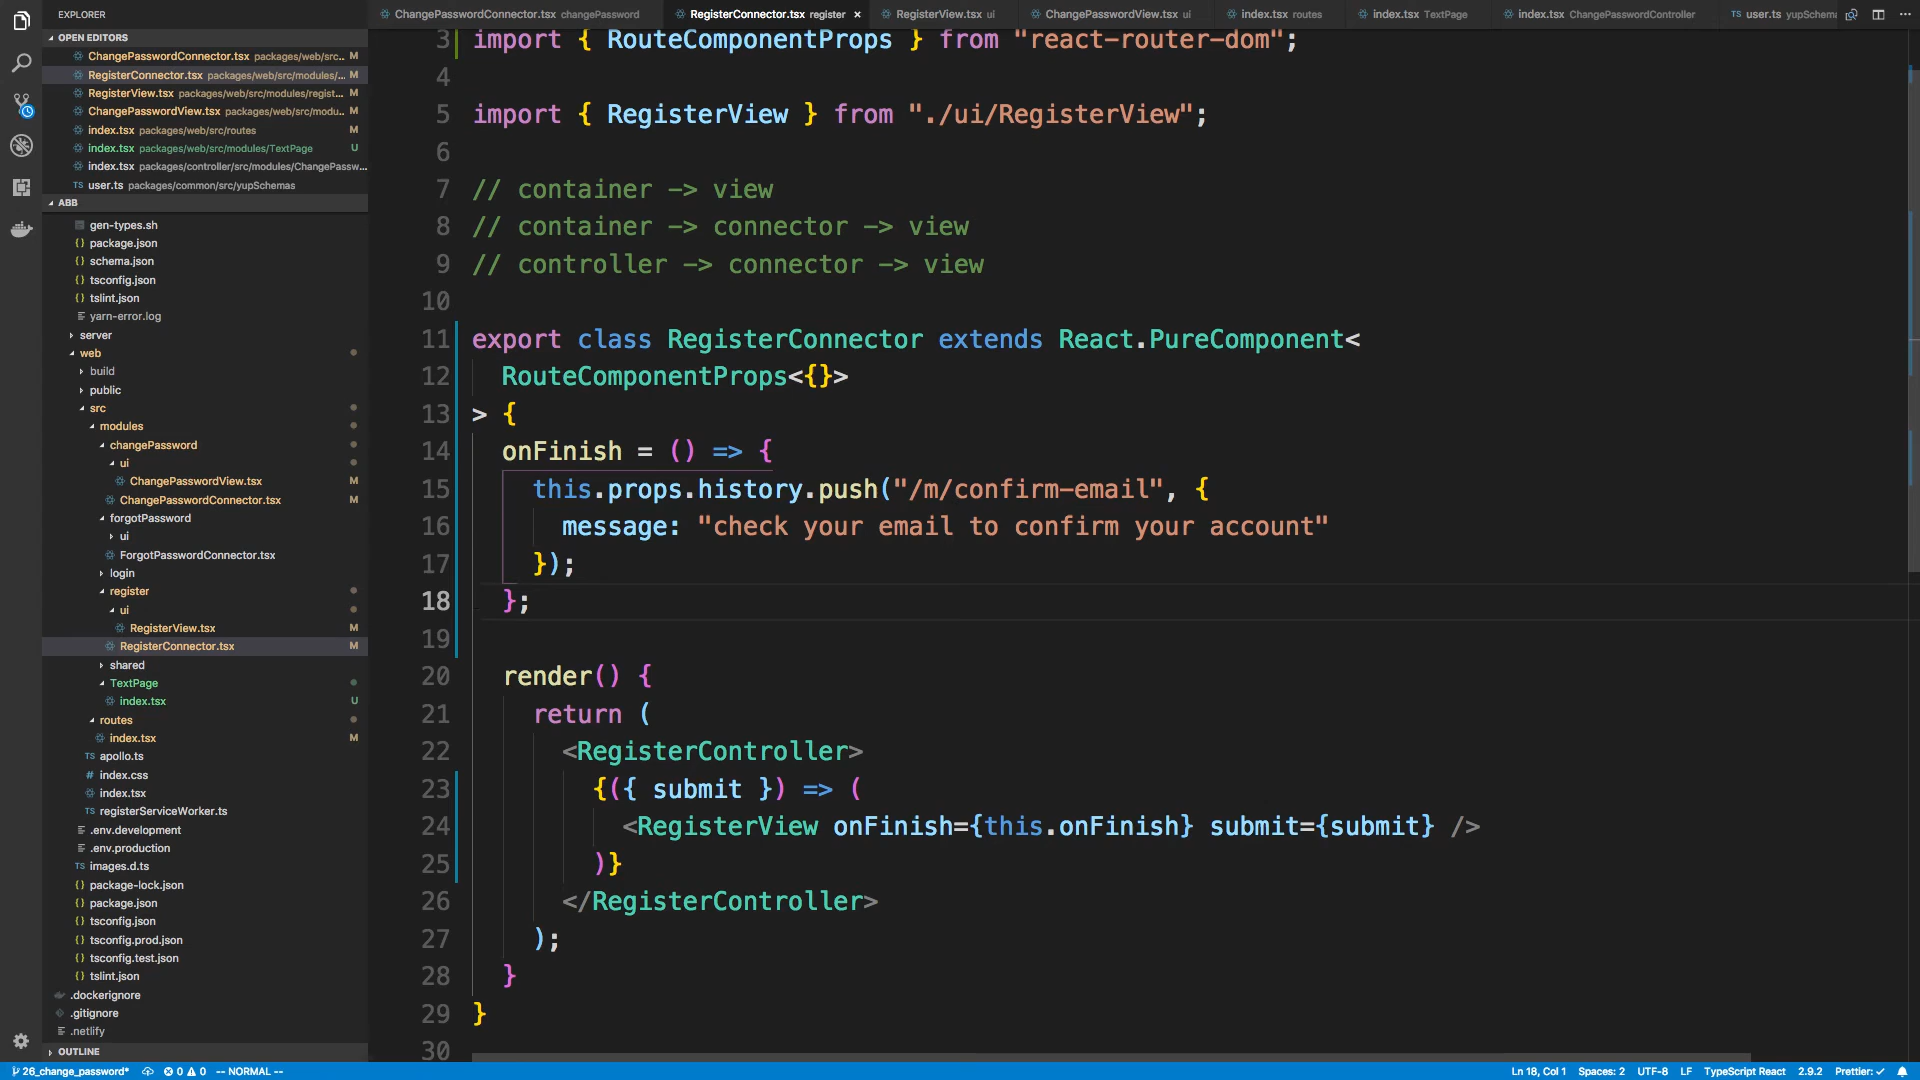 EXPLORER
OPEN EDITORS
ChangePasswordConnector.tsx packages/web/src... M
RegisterConnector.tsx packages/web/src/modules/... M
RegisterView.tsx packages/web/src/modules/regist... M
ChangePasswordView.tsx packages/web/src/modu... M
index.tsx packages/web/src/routes M
index.tsx packages/web/src/modules/TextPage U
index.tsx packages/controller/src/modules/ChangePassw...
TS user.ts packages/common/src/yupSchemas
ABB
gen-types.sh
{} package.json
{} schema.json
{} tsconfig.json
{} tslint.json
yarn-error.log
server
web
build
public
src
modules
changePassword
ui
ChangePasswordView.tsx M
ChangePasswordConnector.tsx M
forgotPassword
ui
ForgotPasswordConnector.tsx
login
register
ui
RegisterView.tsx M
RegisterConnector.tsx M
shared
TextPage
index.tsx U
routes
index.tsx M
TS apollo.ts
# index.css
index.tsx
TS registerServiceWorker.ts
.env.development
.env.production
TS images.d.ts
{} package-lock.json
{} package.json
{} tsconfig.json
{} tsconfig.prod.json
{} tsconfig.test.json
{} tslint.json
.dockerignore
.gitignore
.netlify
OUTLINE
ChangePasswordConnector.tsx changePassword RegisterConnector.tsx register × RegisterView.tsx ui ChangePasswordView.tsx ui index.tsx routes index.tsx TextPage index.tsx ChangePasswordController TS user.ts yupSchema
3 import { RouteComponentProps } from "react-router-dom";
4
5 import { RegisterView } from "./ui/RegisterView";
6
7 // container -> view
8 // container -> connector -> view
9 // controller -> connector -> view
10
11 export class RegisterConnector extends React.PureComponent<
12 RouteComponentProps<{}>
13 > {
14 onFinish = () => {
15 this.props.history.push("/m/confirm-email", {
16 message: "check your email to confirm your account"
17 });
18 };
19
20 render() {
21 return (
22 <RegisterController>
23 {({ submit }) => (
24 <RegisterView onFinish={this.onFinish} submit={submit} />
25 )}
26 </RegisterController>
27 );
28 }
29 }
30
26_change_password* 0 0 -- NORMAL -- Ln 18, Col 1 Spaces: 2 UTF-8 LF TypeScript React 2.9.2 Prettier: ✓